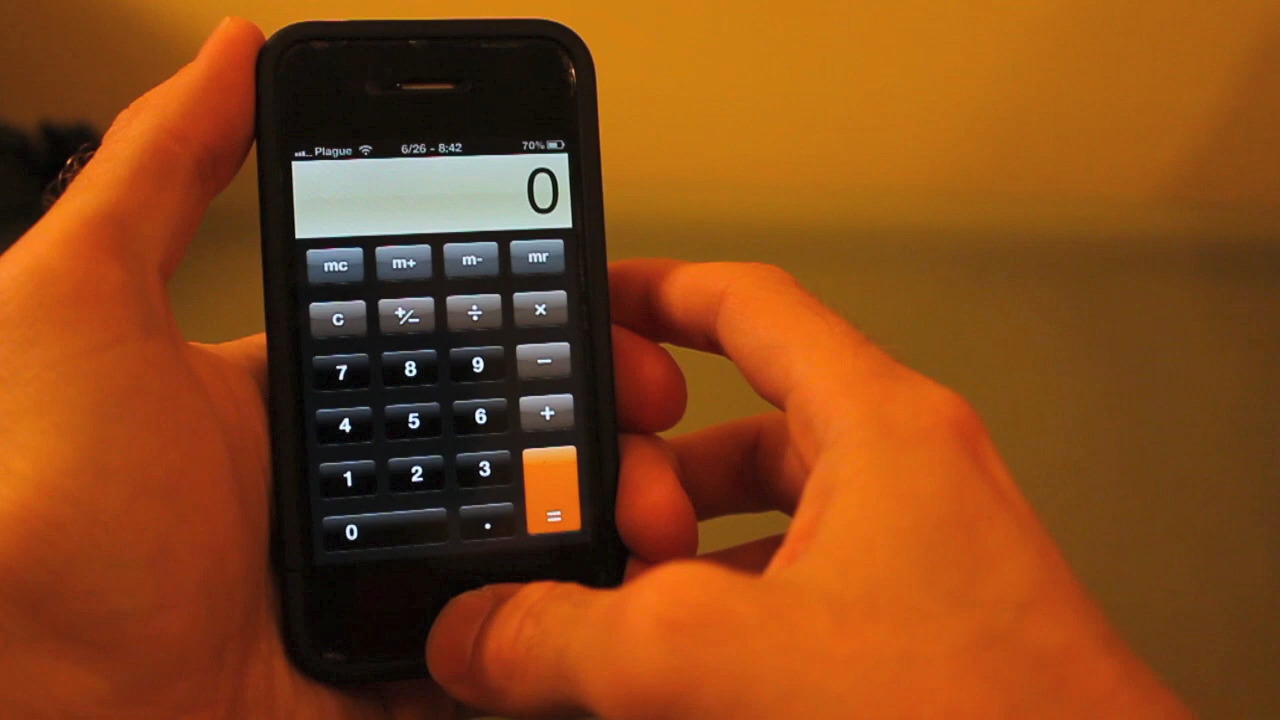 Plague 6/26 - 8:42 70%
0
mc m+ m- mr
c +/− ÷ ×
7 8 9 −
4 5 6 +
1 2 3
0 . =